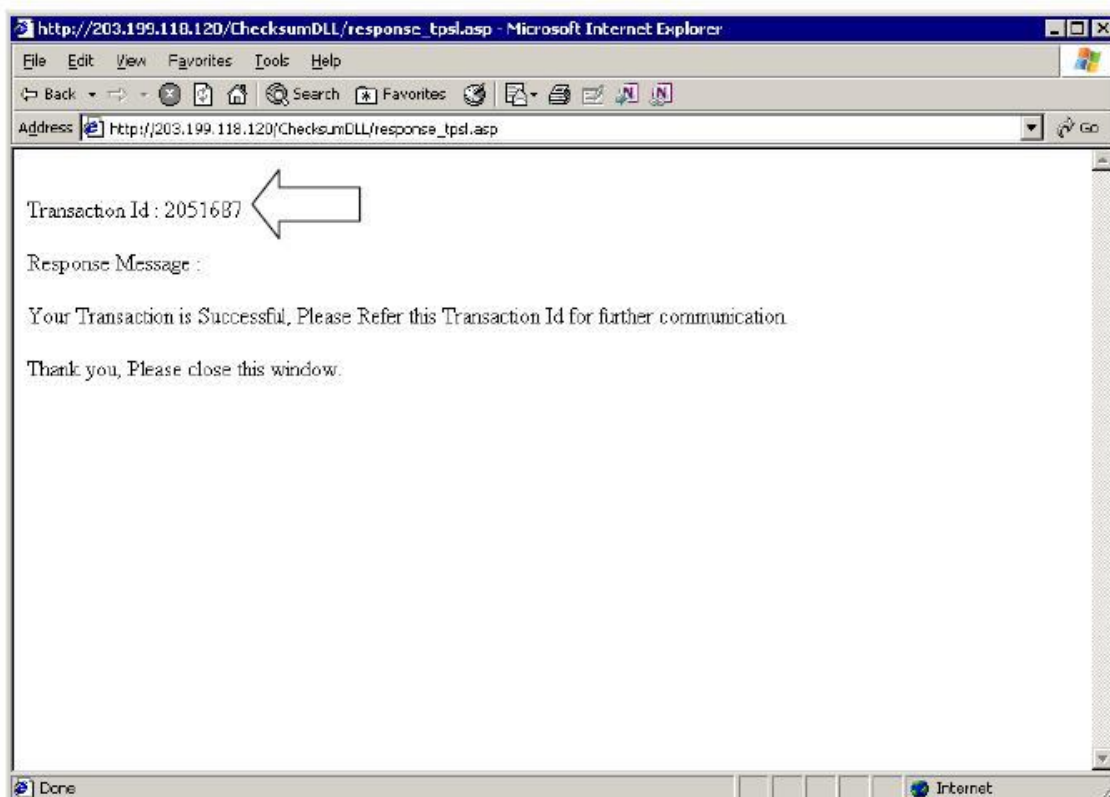 http://203.199.118.120/ChecksumDLL/response_tpsl.asp - Microsoft Internet Explorer
File Edit View Favorites Tools Help
Back Search Favorites
Address http://203.199.118.120/ChecksumDLL/response_tpsl.asp Go
Transaction Id : 2051687
Response Message :
Your Transaction is Successful, Please Refer this Transaction Id for further communication
Thank you, Please close this window.
Done Internet